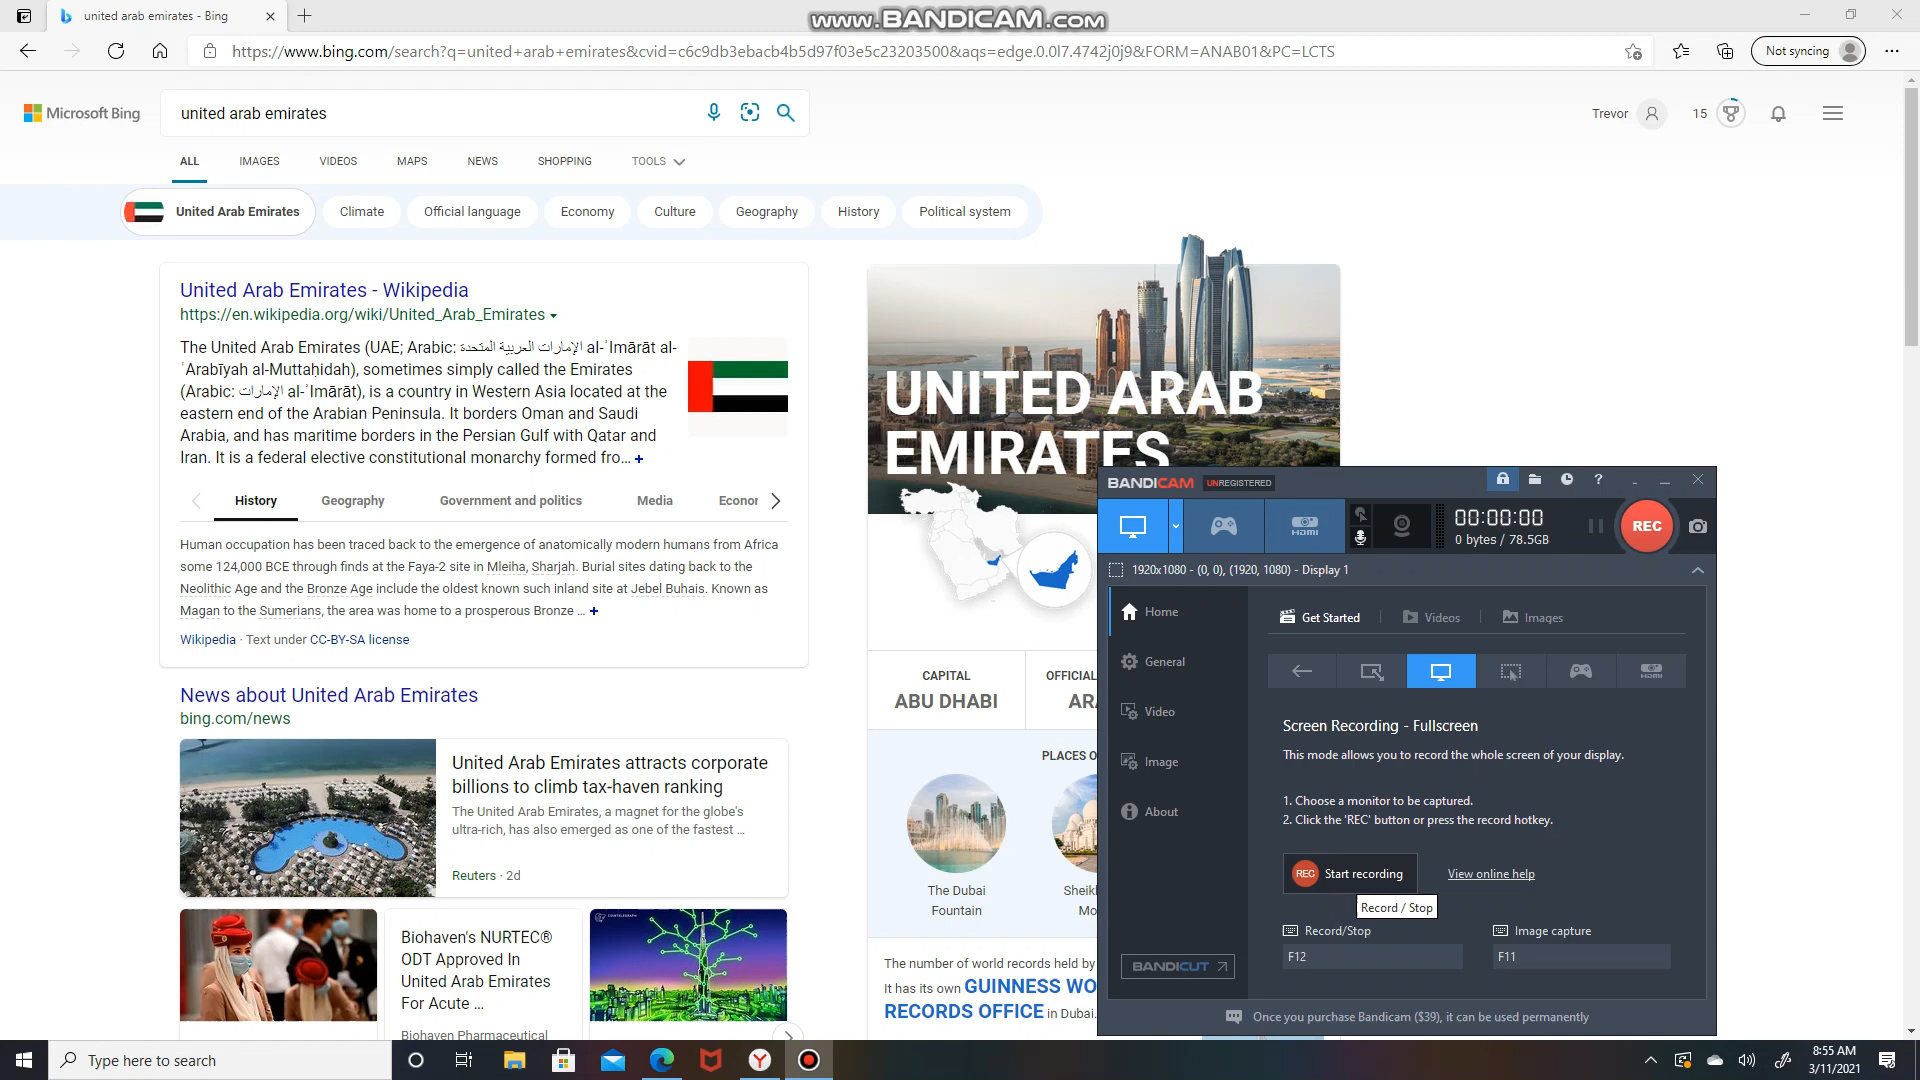 united arab emirates - Bing
www.BANDICAM.com
https://www.bing.com/search?q=united+arab+emirates&cvid=c6c9db3ebacb4b5d97f03e5c23203500&aqs=edge.0.0l7.4742j0j9&FORM=ANAB01&PC=LCTS
Not syncing
Microsoft Bing
united arab emirates
Trevor
15
ALL
IMAGES
VIDEOS
MAPS
NEWS
SHOPPING
TOOLS
United Arab Emirates
Climate
Official language
Economy
Culture
Geography
History
Political system
United Arab Emirates - Wikipedia
https://en.wikipedia.org/wiki/United_Arab_Emirates
The United Arab Emirates (UAE; Arabic: الإمارات العربية المتحدة al-ʾImārāt al-
ʿArabīyah al-Muttaḥidah), sometimes simply called the Emirates
(Arabic: الإمارات al-ʾImārāt), is a country in Western Asia located at the
eastern end of the Arabian Peninsula. It borders Oman and Saudi
Arabia, and has maritime borders in the Persian Gulf with Qatar and
Iran. It is a federal elective constitutional monarchy formed fro... +
History
Geography
Government and politics
Media
Econor
Human occupation has been traced back to the emergence of anatomically modern humans from Africa
some 124,000 BCE through finds at the Faya-2 site in Mleiha, Sharjah. Burial sites dating back to the
Neolithic Age and the Bronze Age include the oldest known such inland site at Jebel Buhais. Known as
Magan to the Sumerians, the area was home to a prosperous Bronze ... +
Wikipedia · Text under CC-BY-SA license
News about United Arab Emirates
bing.com/news
United Arab Emirates attracts corporate
billions to climb tax-haven ranking
The United Arab Emirates, a magnet for the globe's
ultra-rich, has also emerged as one of the fastest ...
Reuters · 2d
Biohaven's NURTEC®
ODT Approved In
United Arab Emirates
For Acute ...
Biohaven Pharmaceutical
COINTELEGRAPH
UNITED ARAB
EMIRATES
CAPITAL
ABU DHABI
OFFICIAL
ARA
PLACES O
The Dubai
Fountain
Sheikh
Mo
The number of world records held by
It has its own GUINNESS WO
RECORDS OFFICE in Dubai.
BANDICAM
UNREGISTERED
HDMI
00:00:00
0 bytes / 78.5GB
REC
1920x1080 - (0, 0), (1920, 1080) - Display 1
Home
General
Video
Image
About
BANDICUT
Get Started
Videos
Images
HDMI
Screen Recording - Fullscreen
This mode allows you to record the whole screen of your display.
1. Choose a monitor to be captured.
2. Click the 'REC' button or press the record hotkey.
REC
Start recording
View online help
Record / Stop
Record/Stop
Image capture
F12
F11
Once you purchase Bandicam ($39), it can be used permanently
Type here to search
8:55 AM
3/11/2021